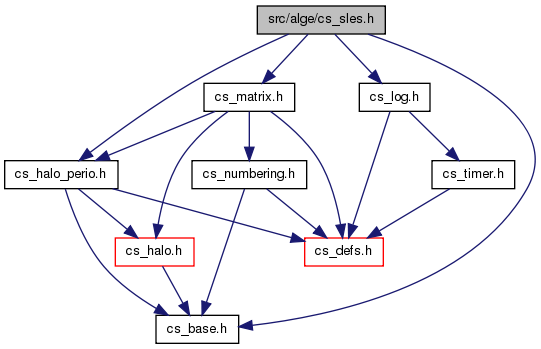 src/alge/cs_sles.h
cs_matrix.h
cs_log.h
cs_halo_perio.h
cs_numbering.h
cs_timer.h
cs_halo.h
cs_defs.h
cs_base.h